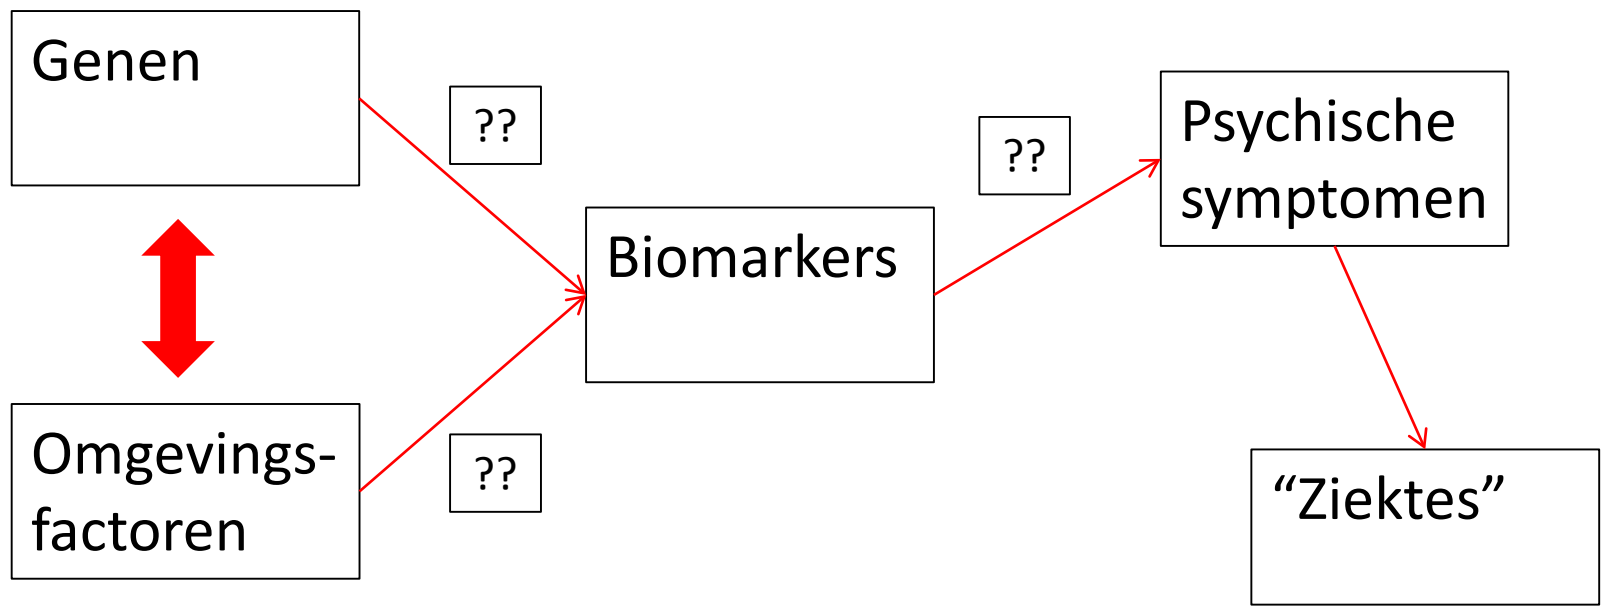 Genen
??
??
Psychische
symptomen
Biomarkers
Omgevings-
factoren
??
“Ziektes”